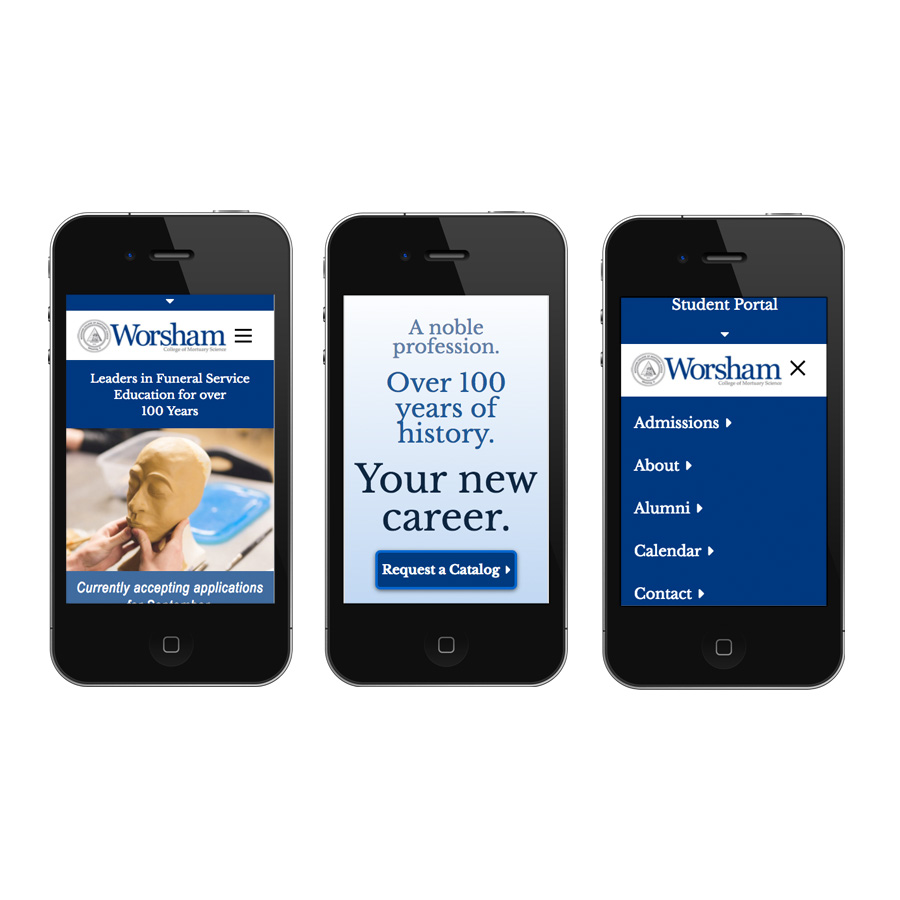 Worsham
College of Mortuary Science
Leaders in Funeral Service
Education for over
100 Years
Currently accepting applications
for September
A noble
profession.
Over 100
years of
history.
Your new
career.
Request a Catalog
Student Portal
Worsham
College of Mortuary Science
Admissions
About
Alumni
Calendar
Contact